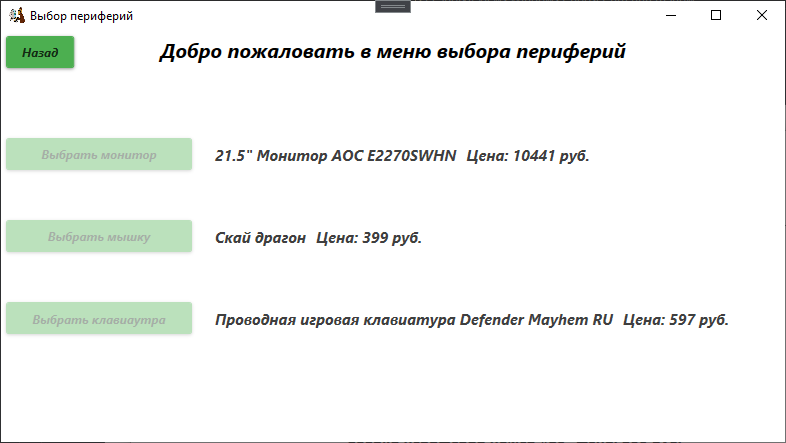 Выбор периферий
Назад
Добро пожаловать в меню выбора периферий
Выбрать монитор
21.5" Монитор AOC E2270SWHN Цена: 10441 руб.
Выбрать мышку
Скай драгон Цена: 399 руб.
Выбрать клавиаутра
Проводная игровая клавиатура Defender Mayhem RU Цена: 597 руб.